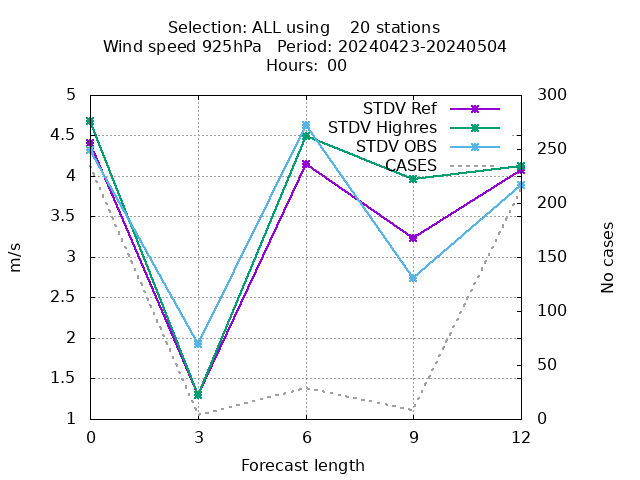 Selection: ALL using    20 stations
Wind speed 925hPa   Period: 20240423-20240504
Hours:  00
STDV Ref
STDV Highres
STDV OBS
CASES
5
4.5
4
3.5
3
2.5
2
1.5
1
300
250
200
150
100
50
0
m/s
No cases
0 3 6 9 12
Forecast length